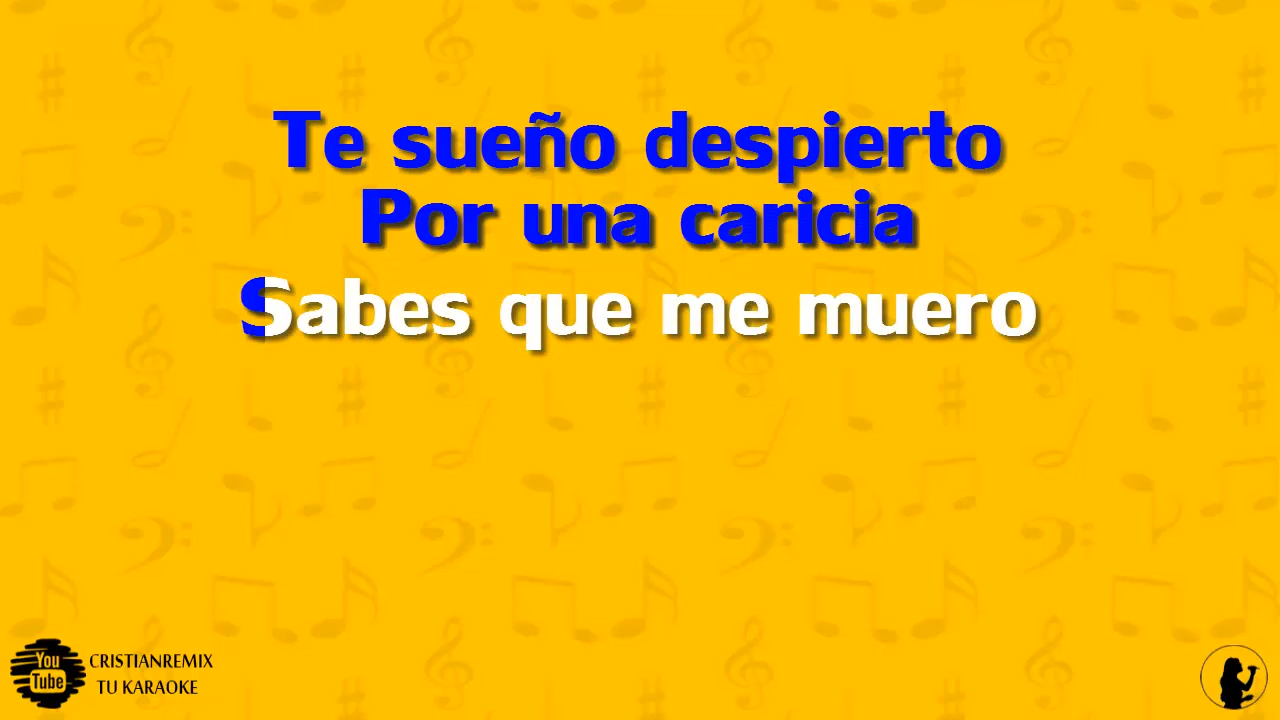 Te sueño despierto
Por una caricia
Sabes que me muero
You
Tube
CRISTIANREMIX
TU KARAOKE